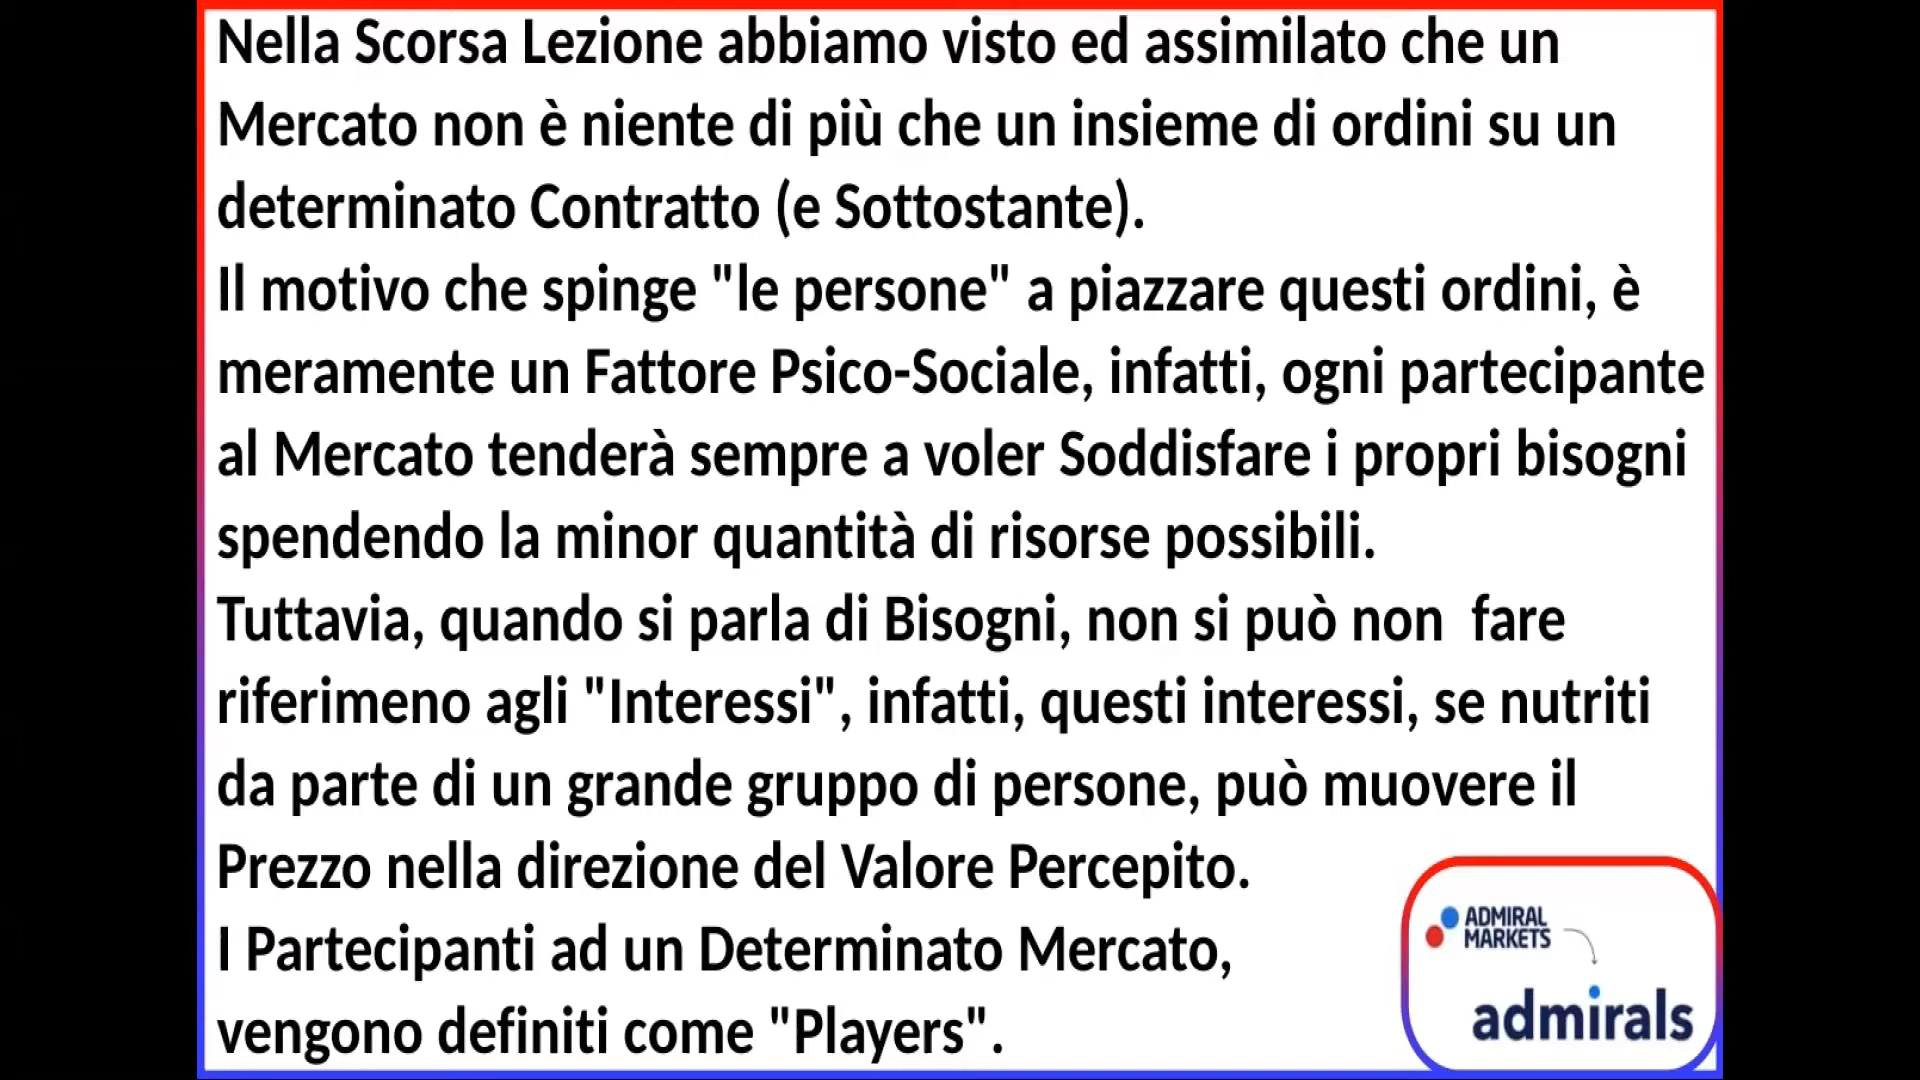 Nella Scorsa Lezione abbiamo visto ed assimilato che un
Mercato non è niente di più che un insieme di ordini su un
determinato Contratto (e Sottostante).
Il motivo che spinge "le persone" a piazzare questi ordini, è
meramente un Fattore Psico-Sociale, infatti, ogni partecipante
al Mercato tenderà sempre a voler Soddisfare i propri bisogni
spendendo la minor quantità di risorse possibili.
Tuttavia, quando si parla di Bisogni, non si può non  fare
riferimeno agli "Interessi", infatti, questi interessi, se nutriti
da parte di un grande gruppo di persone, può muovere il
Prezzo nella direzione del Valore Percepito.
I Partecipanti ad un Determinato Mercato,
vengono definiti come "Players".
ADMIRAL
MARKETS
admirals